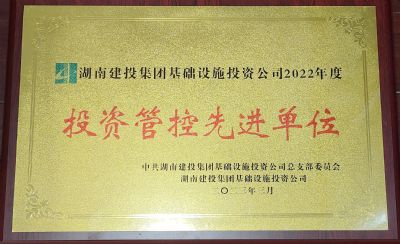 湖南建投集团基础设施投资公司2022年度
投资管控先进单位
中共湖南建投集团基础设施投资公司总支部委员会
湖南建投集团基础设施投资公司
二〇二三年三月